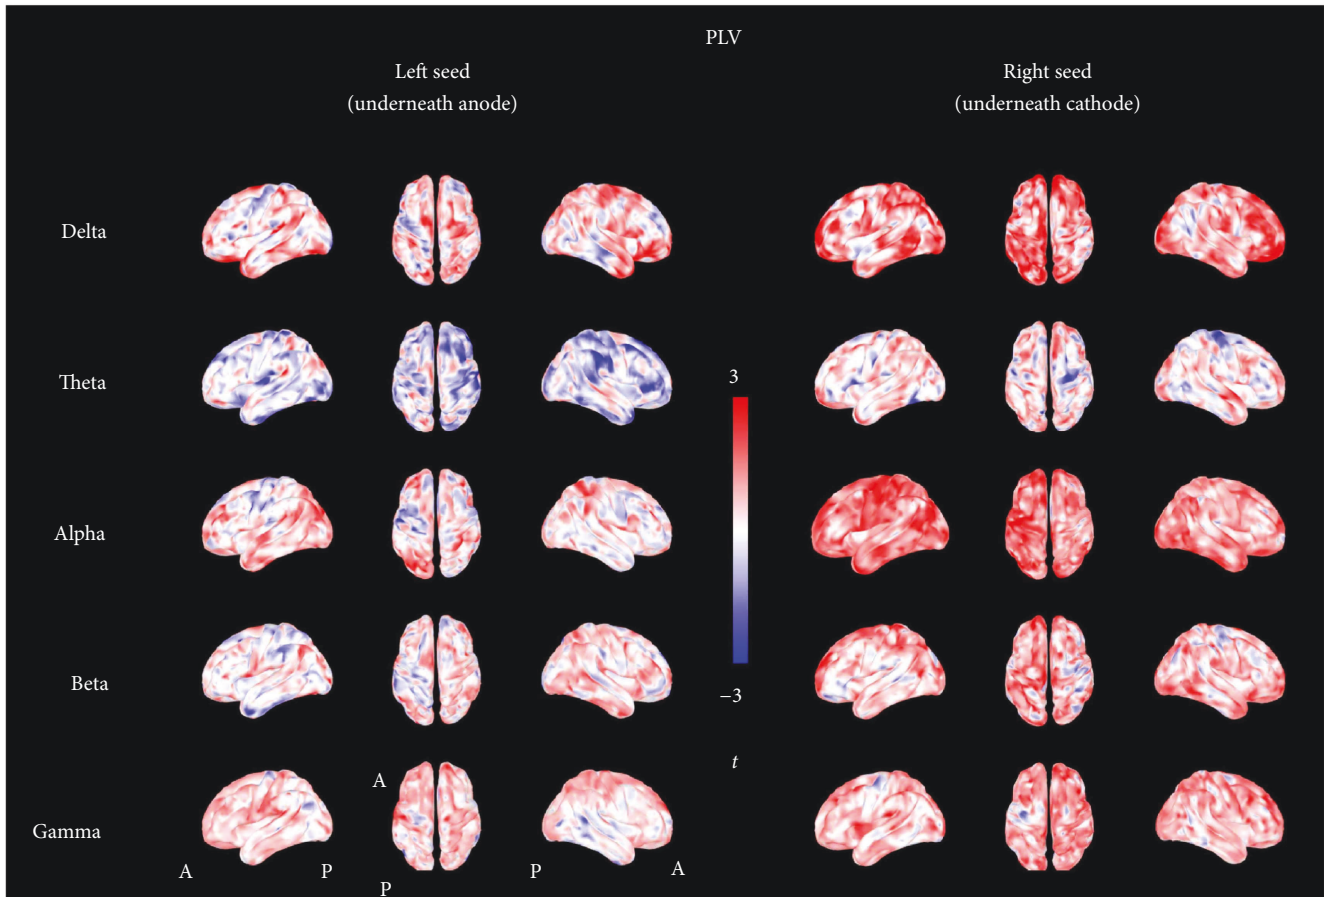 PLV
Left seed
(underneath anode)
Right seed
(underneath cathode)
Delta
Theta
3
Alpha
Beta
−3
t
A
Gamma
A
P
P
P
A